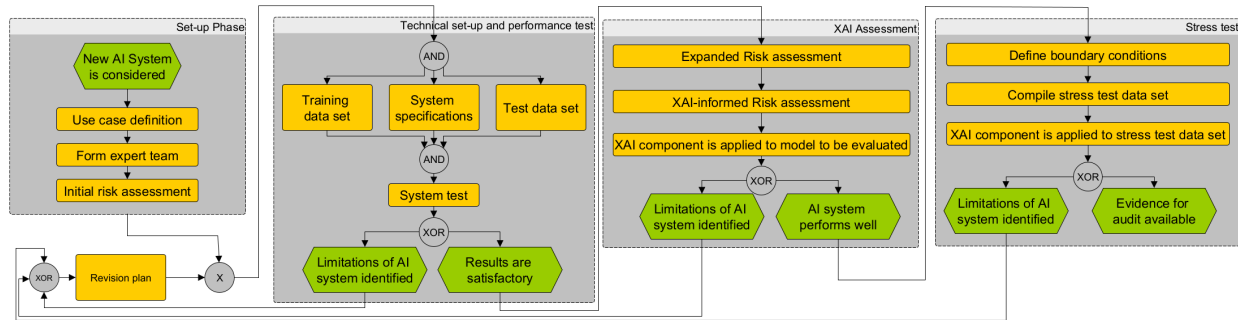 Set-up Phase
New AI System
is considered
Use case definition
Form expert team
Initial risk assessment
XOR
Revision plan
X
Technical set-up and performance test
AND
Training
data set
System
specifications
Test data set
AND
System test
XOR
Limitations of AI
system identified
Results are
satisfactory
XAI Assessment
Expanded Risk assessment
XAI-informed Risk assessment
XAI component is applied to model to be evaluated
XOR
Limitations of AI
system identified
AI system
performs well
Stress test
Define boundary conditions
Compile stress test data set
XAI component is applied to stress test data set
XOR
Limitations of AI
system identified
Evidence for
audit available